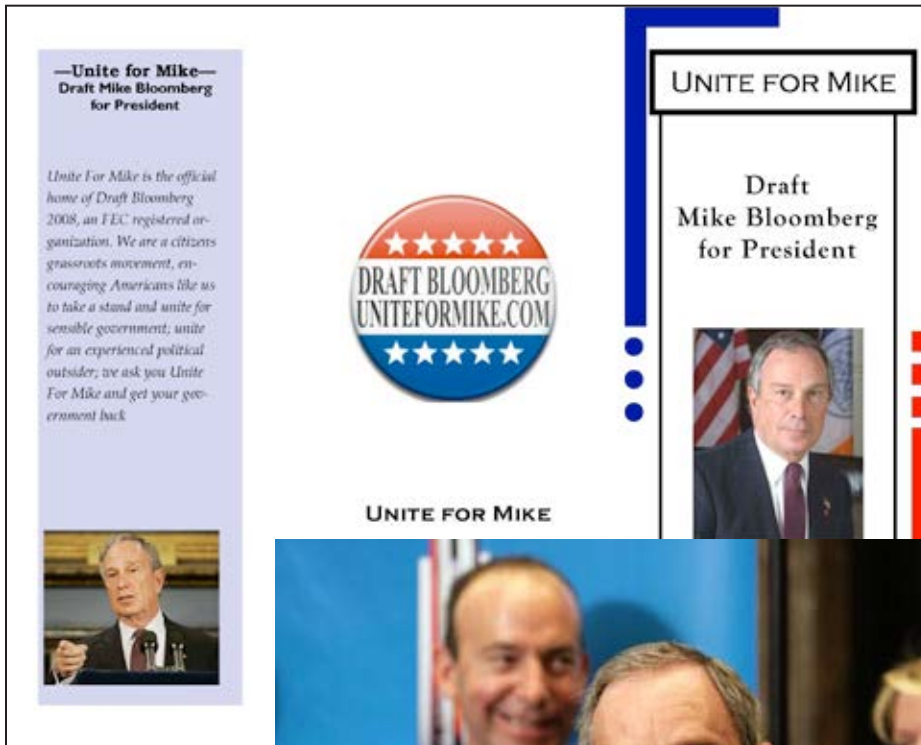 —Unite for Mike—
Draft Mike Bloomberg
for President
Unite For Mike is the official
home of Draft Bloomberg
2008, an FEC registered or-
ganization. We are a citizens
grassroots movement, en-
couraging Americans like us
to take a stand and unite for
sensible government; unite
for an experienced political
outsider; we ask you Unite
For Mike and get your gov-
ernment back
DRAFT BLOOMBERG
UNITEFORMIKE.COM
UNITE FOR MIKE
UNITE FOR MIKE
Draft
Mike Bloomberg
for President